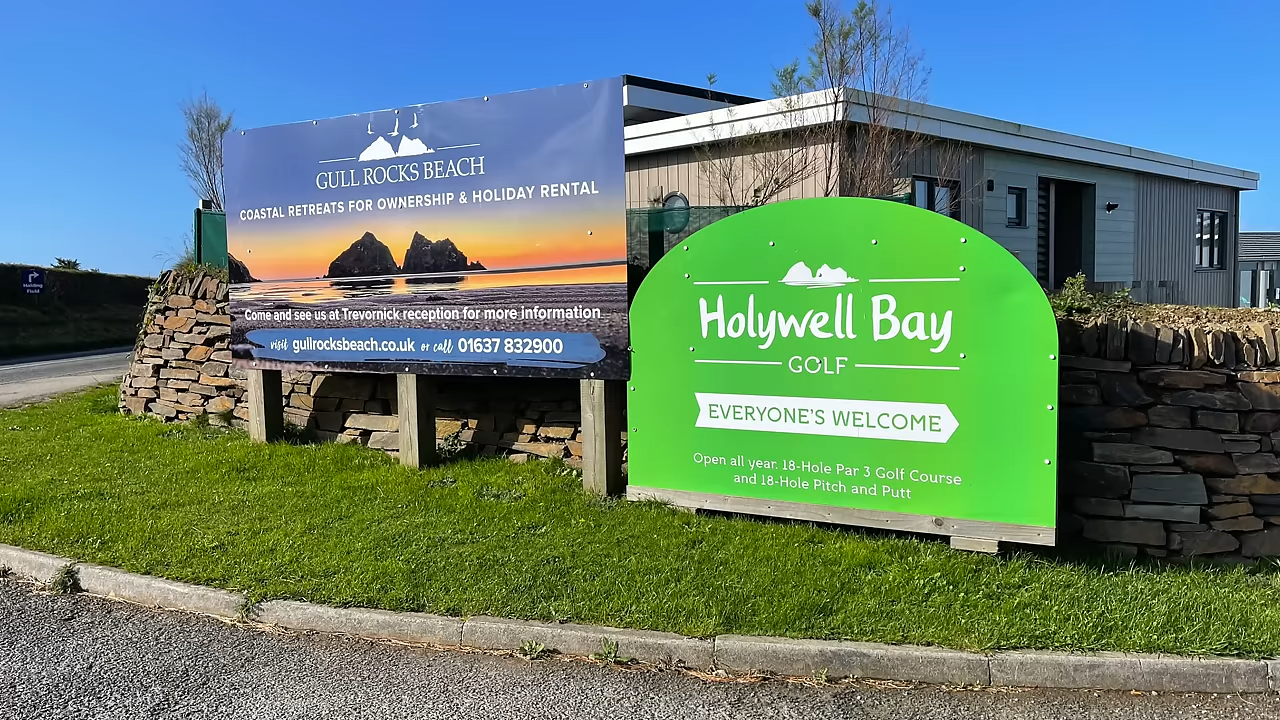 Holding
Field
GULL ROCKS BEACH
COASTAL RETREATS FOR OWNERSHIP & HOLIDAY RENTAL
Come and see us at Trevornick reception for more information
visit gullrocksbeach.co.uk or call 01637 832900
Holywell Bay
GOLF
EVERYONE'S WELCOME
Open all year. 18-Hole Par 3 Golf Course
and 18-Hole Pitch and Putt